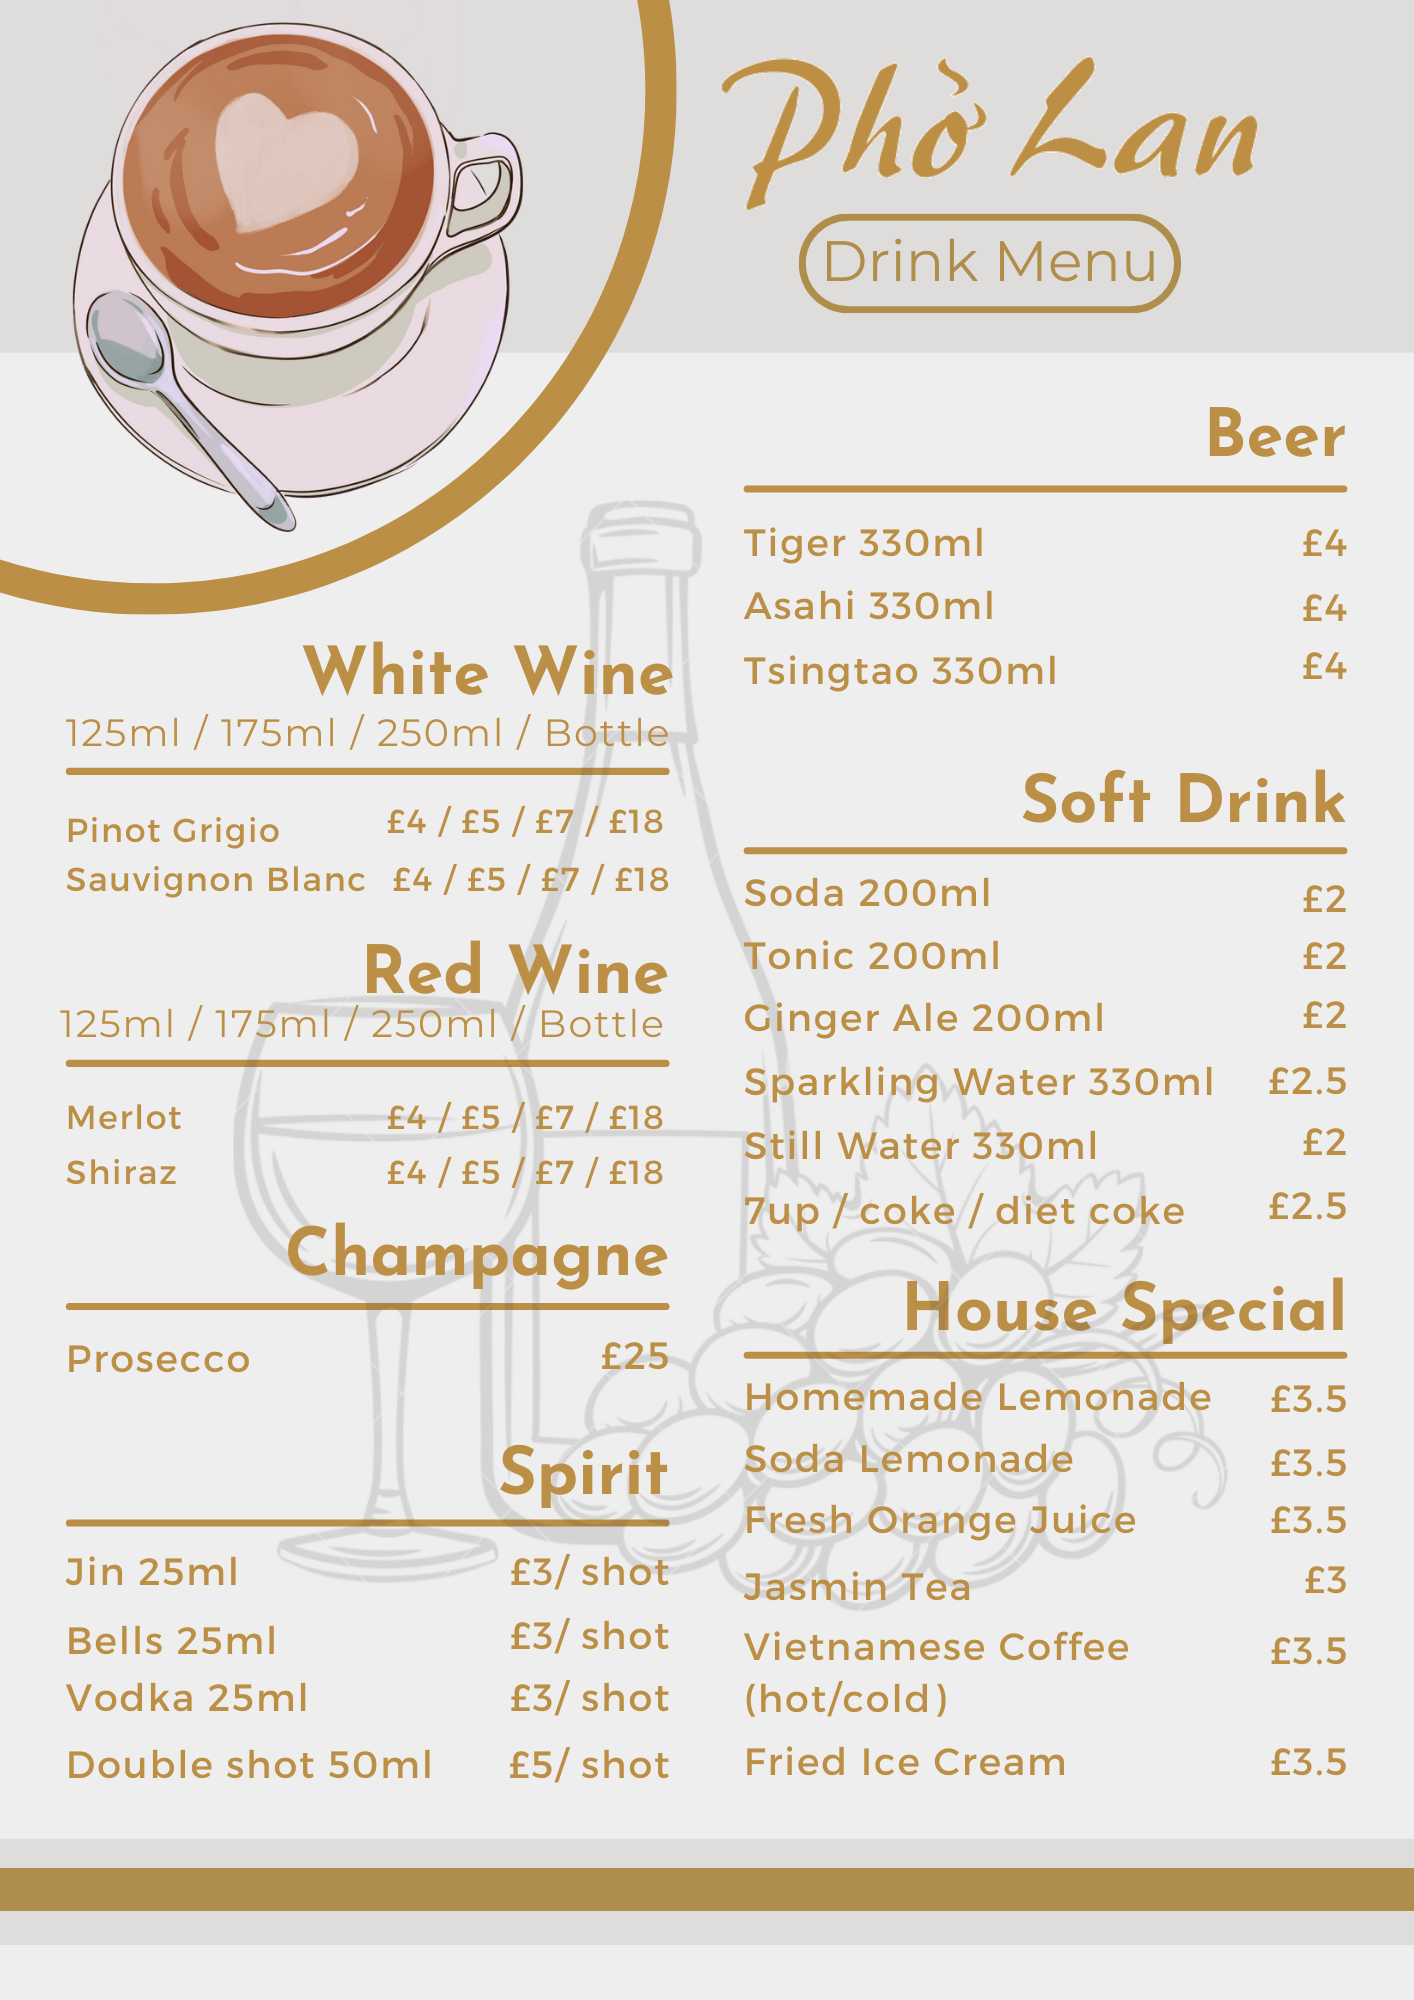 Phở Lan
Drink Menu
White Wine
125ml / 175ml / 250ml / Bottle
Pinot Grigio £4 / £5 / £7 / £18
Sauvignon Blanc £4 / £5 / £7 / £18
Red Wine
125ml / 175ml / 250ml / Bottle
Merlot £4 / £5 / £7 / £18
Shiraz £4 / £5 / £7 / £18
Champagne
Prosecco £25
Spirit
Jin 25ml £3/ shot
Bells 25ml £3/ shot
Vodka 25ml £3/ shot
Double shot 50ml £5/ shot
Beer
Tiger 330ml £4
Asahi 330ml £4
Tsingtao 330ml £4
Soft Drink
Soda 200ml £2
Tonic 200ml £2
Ginger Ale 200ml £2
Sparkling Water 330ml £2.5
Still Water 330ml £2
7up / coke / diet coke £2.5
House Special
Homemade Lemonade £3.5
Soda Lemonade £3.5
Fresh Orange Juice £3.5
Jasmin Tea £3
Vietnamese Coffee £3.5
(hot/cold)
Fried Ice Cream £3.5